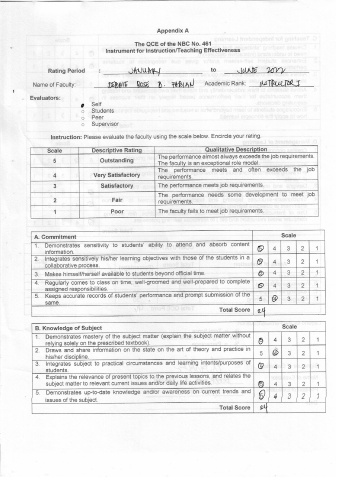 Appendix A
The QCE of the NBC No. 461
Instrument for Instruction/Teaching Effectiveness
Rating Period : JANUARY to JUNE 2022
Name of Faculty: ROSE FABIAN Academic Rank: INSTRUCTOR I
Evaluators:
Self
Students
Peer
Supervisor
Instruction: Please evaluate the faculty using the scale below. Encircle your rating.
Scale Descriptive Rating Qualitative Description
5 Outstanding The performance almost always exceeds the job requirements.
The faculty is an exceptional role model.
4 Very Satisfactory The performance meets and often exceeds the job
requirements.
3 Satisfactory The performance meets job requirements.
2 Fair The performance needs some development to meet job
requirements.
1 Poor The faculty fails to meet job requirements.
A. Commitment Scale
1. Demonstrates sensitivity to students' ability to attend and absorb content
information. 5 4 3 2 1
2. Integrates sensitively his/her learning objectives with those of the students in a
collaborative process. 5 4 3 2 1
3. Makes himself/herself available to students beyond official time. 5 4 3 2 1
4. Regularly comes to class on time, well-groomed and well-prepared to complete
assigned responsibilities. 5 4 3 2 1
5. Keeps accurate records of students' performance and prompt submission of the
same. 5 4 3 2 1
Total Score 24
B. Knowledge of Subject Scale
1. Demonstrates mastery of the subject matter (explain the subject matter without
relying solely on the prescribed textbook). 5 4 3 2 1
2. Draws and share information on the state on the art of theory and practice in
his/her discipline. 5 4 3 2 1
3. Integrates subject to practical circumstances and learning intents/purposes of
students. 5 4 3 2 1
4. Explains the relevance of present topics to the previous lessons, and relates the
subject matter to relevant current issues and/or daily life activities. 5 4 3 2 1
5. Demonstrates up-to-date knowledge and/or awareness on current trends and
issues of the subject. 5 4 3 2 1
Total Score 24